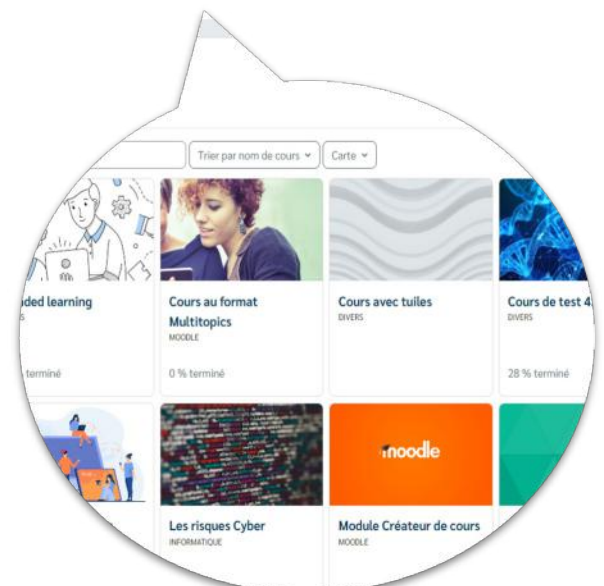 Trier par nom de cours
Carte
ded learning
Cours au format
Multitopics
MOODLE
Cours avec tuiles
DIVERS
Cours de test 4
DIVERS
terminé
0 % terminé
28 % terminé
moodle
Les risques Cyber
INFORMATIQUE
Module Créateur de cours
MOODLE